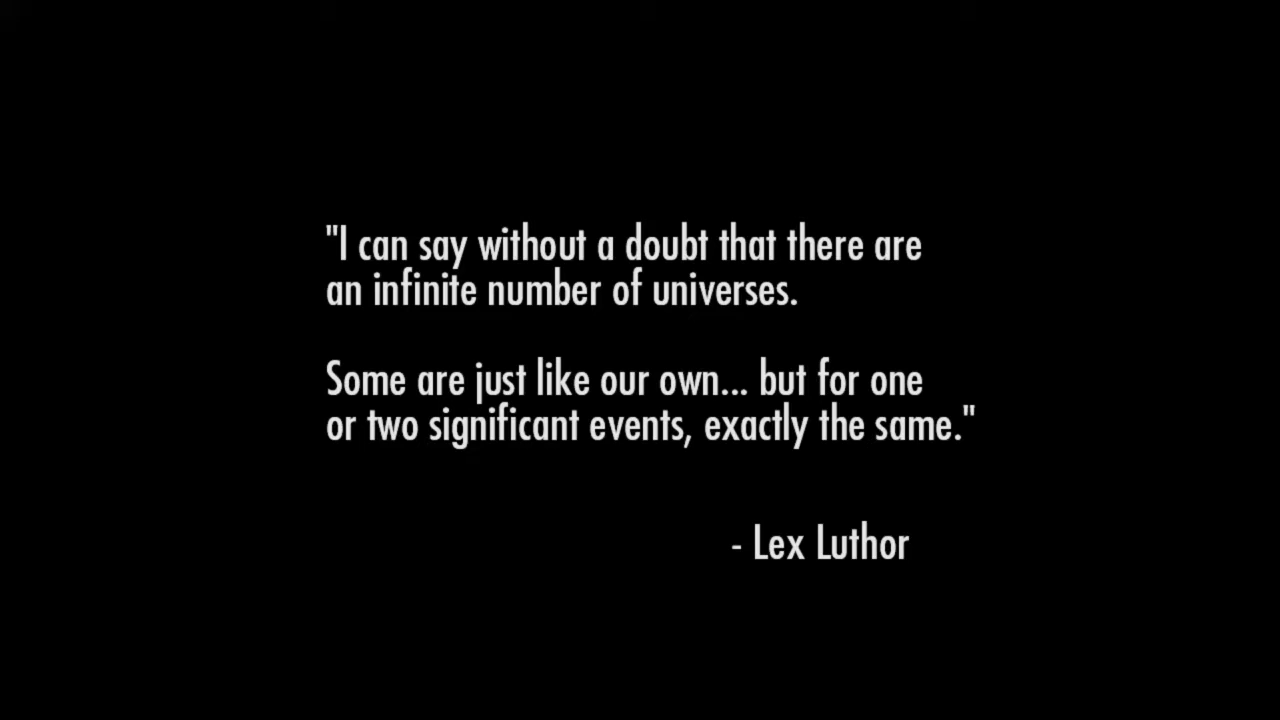 "I can say without a doubt that there are
an infinite number of universes.
Some are just like our own... but for one
or two significant events, exactly the same."
- Lex Luthor